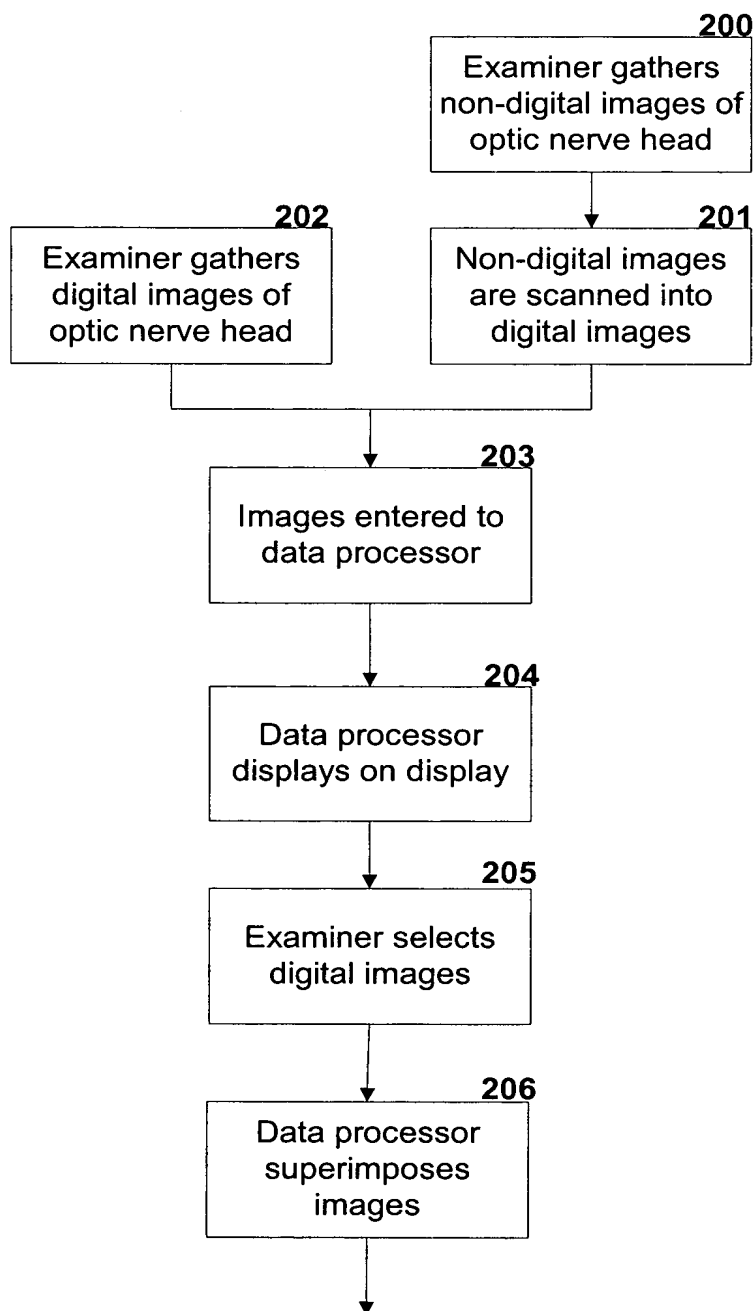 200
Examiner gathers
non-digital images of
optic nerve head
202
Examiner gathers
digital images of
optic nerve head
201
Non-digital images
are scanned into
digital images
203
Images entered to
data processor
204
Data processor
displays on display
205
Examiner selects
digital images
206
Data processor
superimposes
images